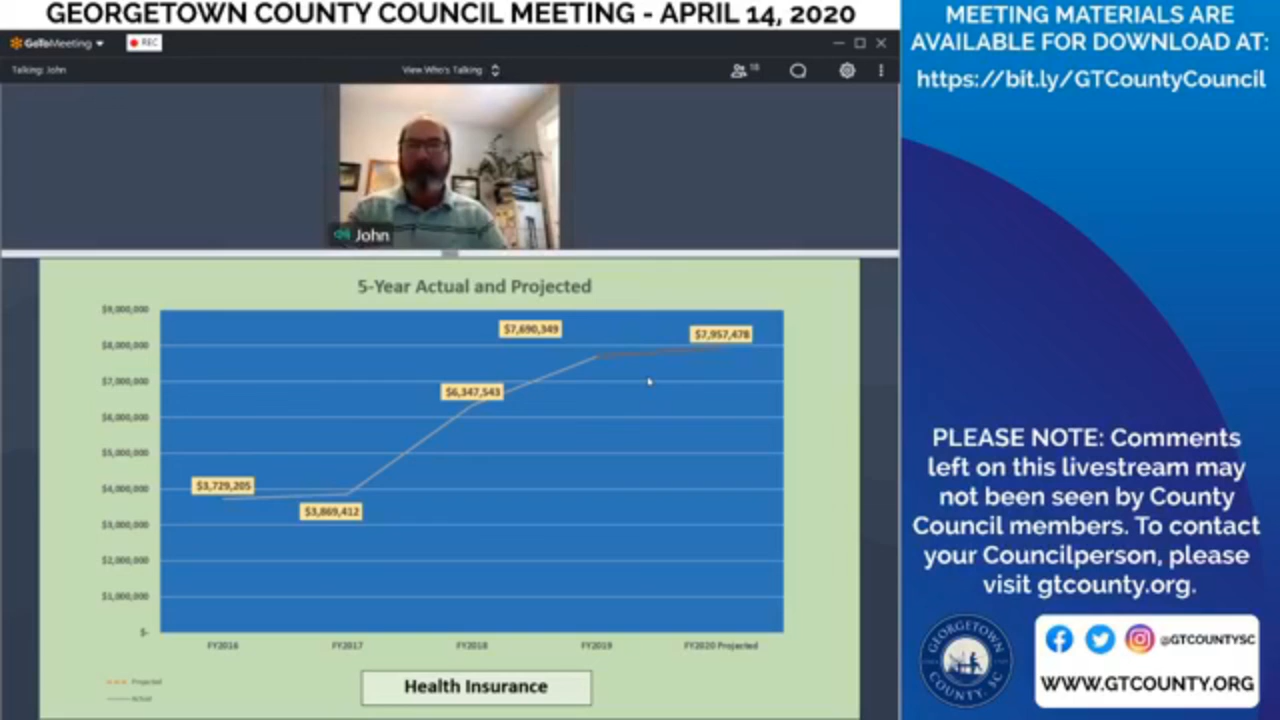 GEORGETOWN COUNTY COUNCIL MEETING - APRIL 14, 2020
GoToMeeting
REC
Talking: John
View Who's Talking
18
John
5-Year Actual and Projected
$9,000,000
$8,000,000
$7,000,000
$6,000,000
$5,000,000
$4,000,000
$3,000,000
$2,000,000
$1,000,000
$-
$3,729,205
$3,869,412
$6,347,543
$7,690,349
$7,957,478
FY2016
FY2017
FY2018
FY2019
FY2020 Projected
Projected
Actual
Health Insurance
MEETING MATERIALS ARE
AVAILABLE FOR DOWNLOAD AT:
https://bit.ly/GTCountyCouncil
PLEASE NOTE: Comments
left on this livestream may
not been seen by County
Council members. To contact
your Councilperson, please
visit gtcounty.org.
GEORGETOWN
COUNTY, SC
@GTCOUNTYSC
WWW.GTCOUNTY.ORG